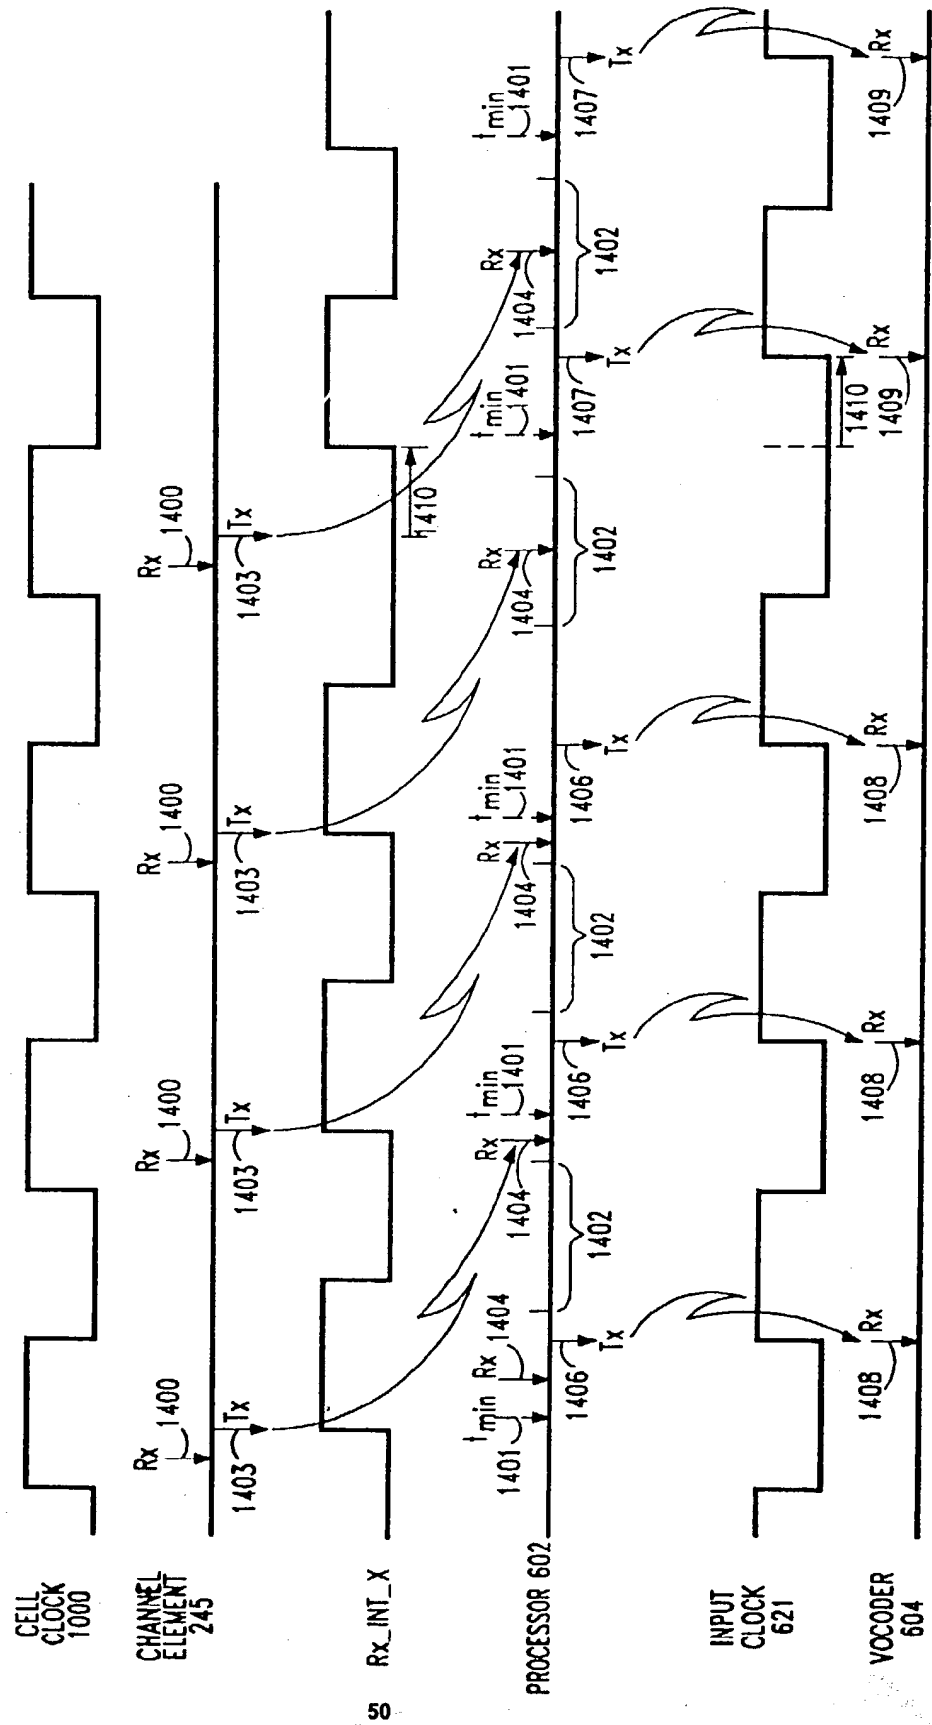 CELL
CLOCK
1000
CHANNEL
ELEMENT
245
Rx 1400
Rx 1400
Rx 1400
Rx 1400
1403 Tx
1403 Tx
1403 Tx
1403 Tx
Rx_INT_X
1410
PROCESSOR 602
tmin
1401
Rx 1404
Rx
1404
tmin
1401
Rx
1404
tmin
1401
Rx
1404
tmin
1401
Rx
1404
tmin
1401
1406
Tx
1402
1406
Tx
1402
1406
Tx
1402
1407
Tx
1402
1407
Tx
INPUT
CLOCK
621
1410
VOCODER
604
1408
Rx
1408
Rx
1408
Rx
1409
Rx
1409
Rx
50